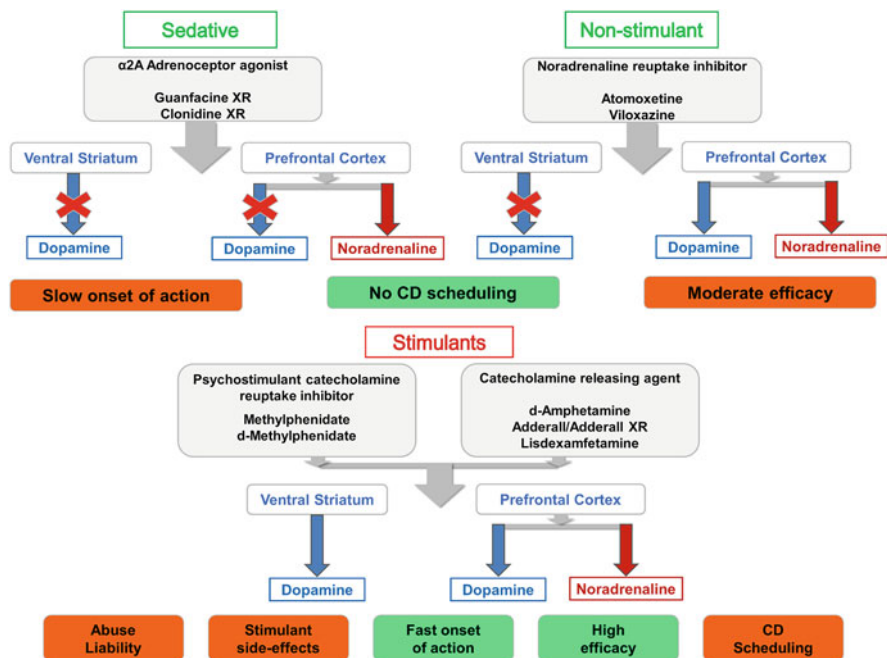 Sedative
α2A Adrenoceptor agonist
Guanfacine XR
Clonidine XR
Ventral Striatum
Prefrontal Cortex
Dopamine
Dopamine
Noradrenaline
Non-stimulant
Noradrenaline reuptake inhibitor
Atomoxetine
Viloxazine
Ventral Striatum
Prefrontal Cortex
Dopamine
Dopamine
Noradrenaline
Slow onset of action
No CD scheduling
Moderate efficacy
Stimulants
Psychostimulant catecholamine
reuptake inhibitor
Methylphenidate
d-Methylphenidate
Catecholamine releasing agent
d-Amphetamine
Adderall/Adderall XR
Lisdexamfetamine
Ventral Striatum
Prefrontal Cortex
Dopamine
Dopamine
Noradrenaline
Abuse
Liability
Stimulant
side-effects
Fast onset
of action
High
efficacy
CD
Scheduling